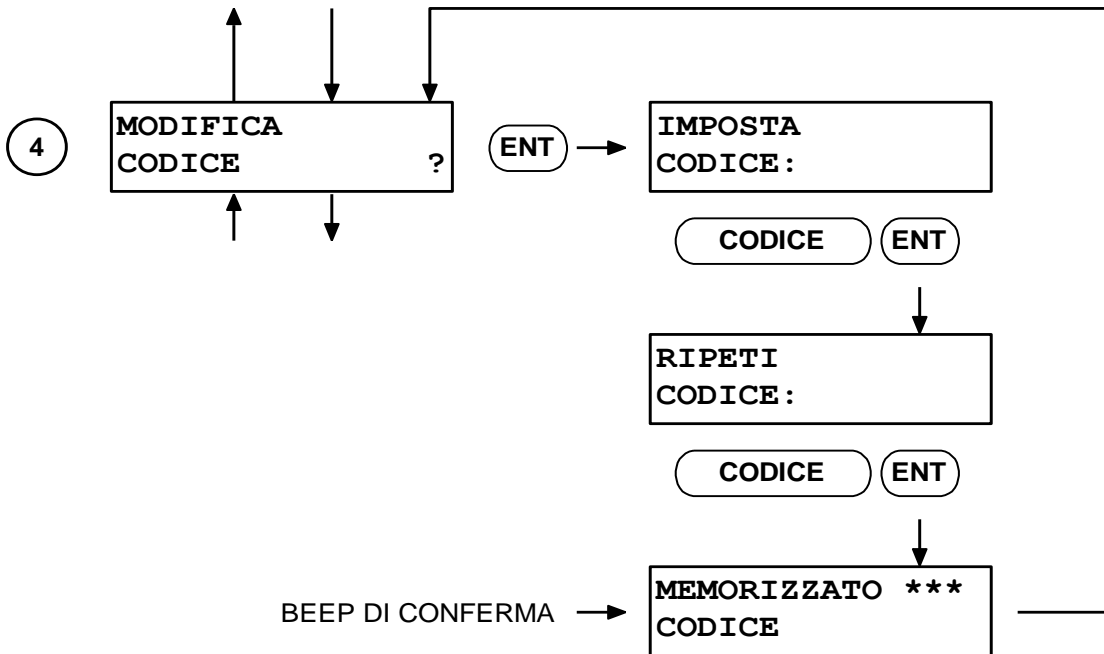 4
MODIFICA
CODICE ?
ENT
IMPOSTA
CODICE:
CODICE ENT
RIPETI
CODICE:
CODICE ENT
BEEP DI CONFERMA
MEMORIZZATO ***
CODICE